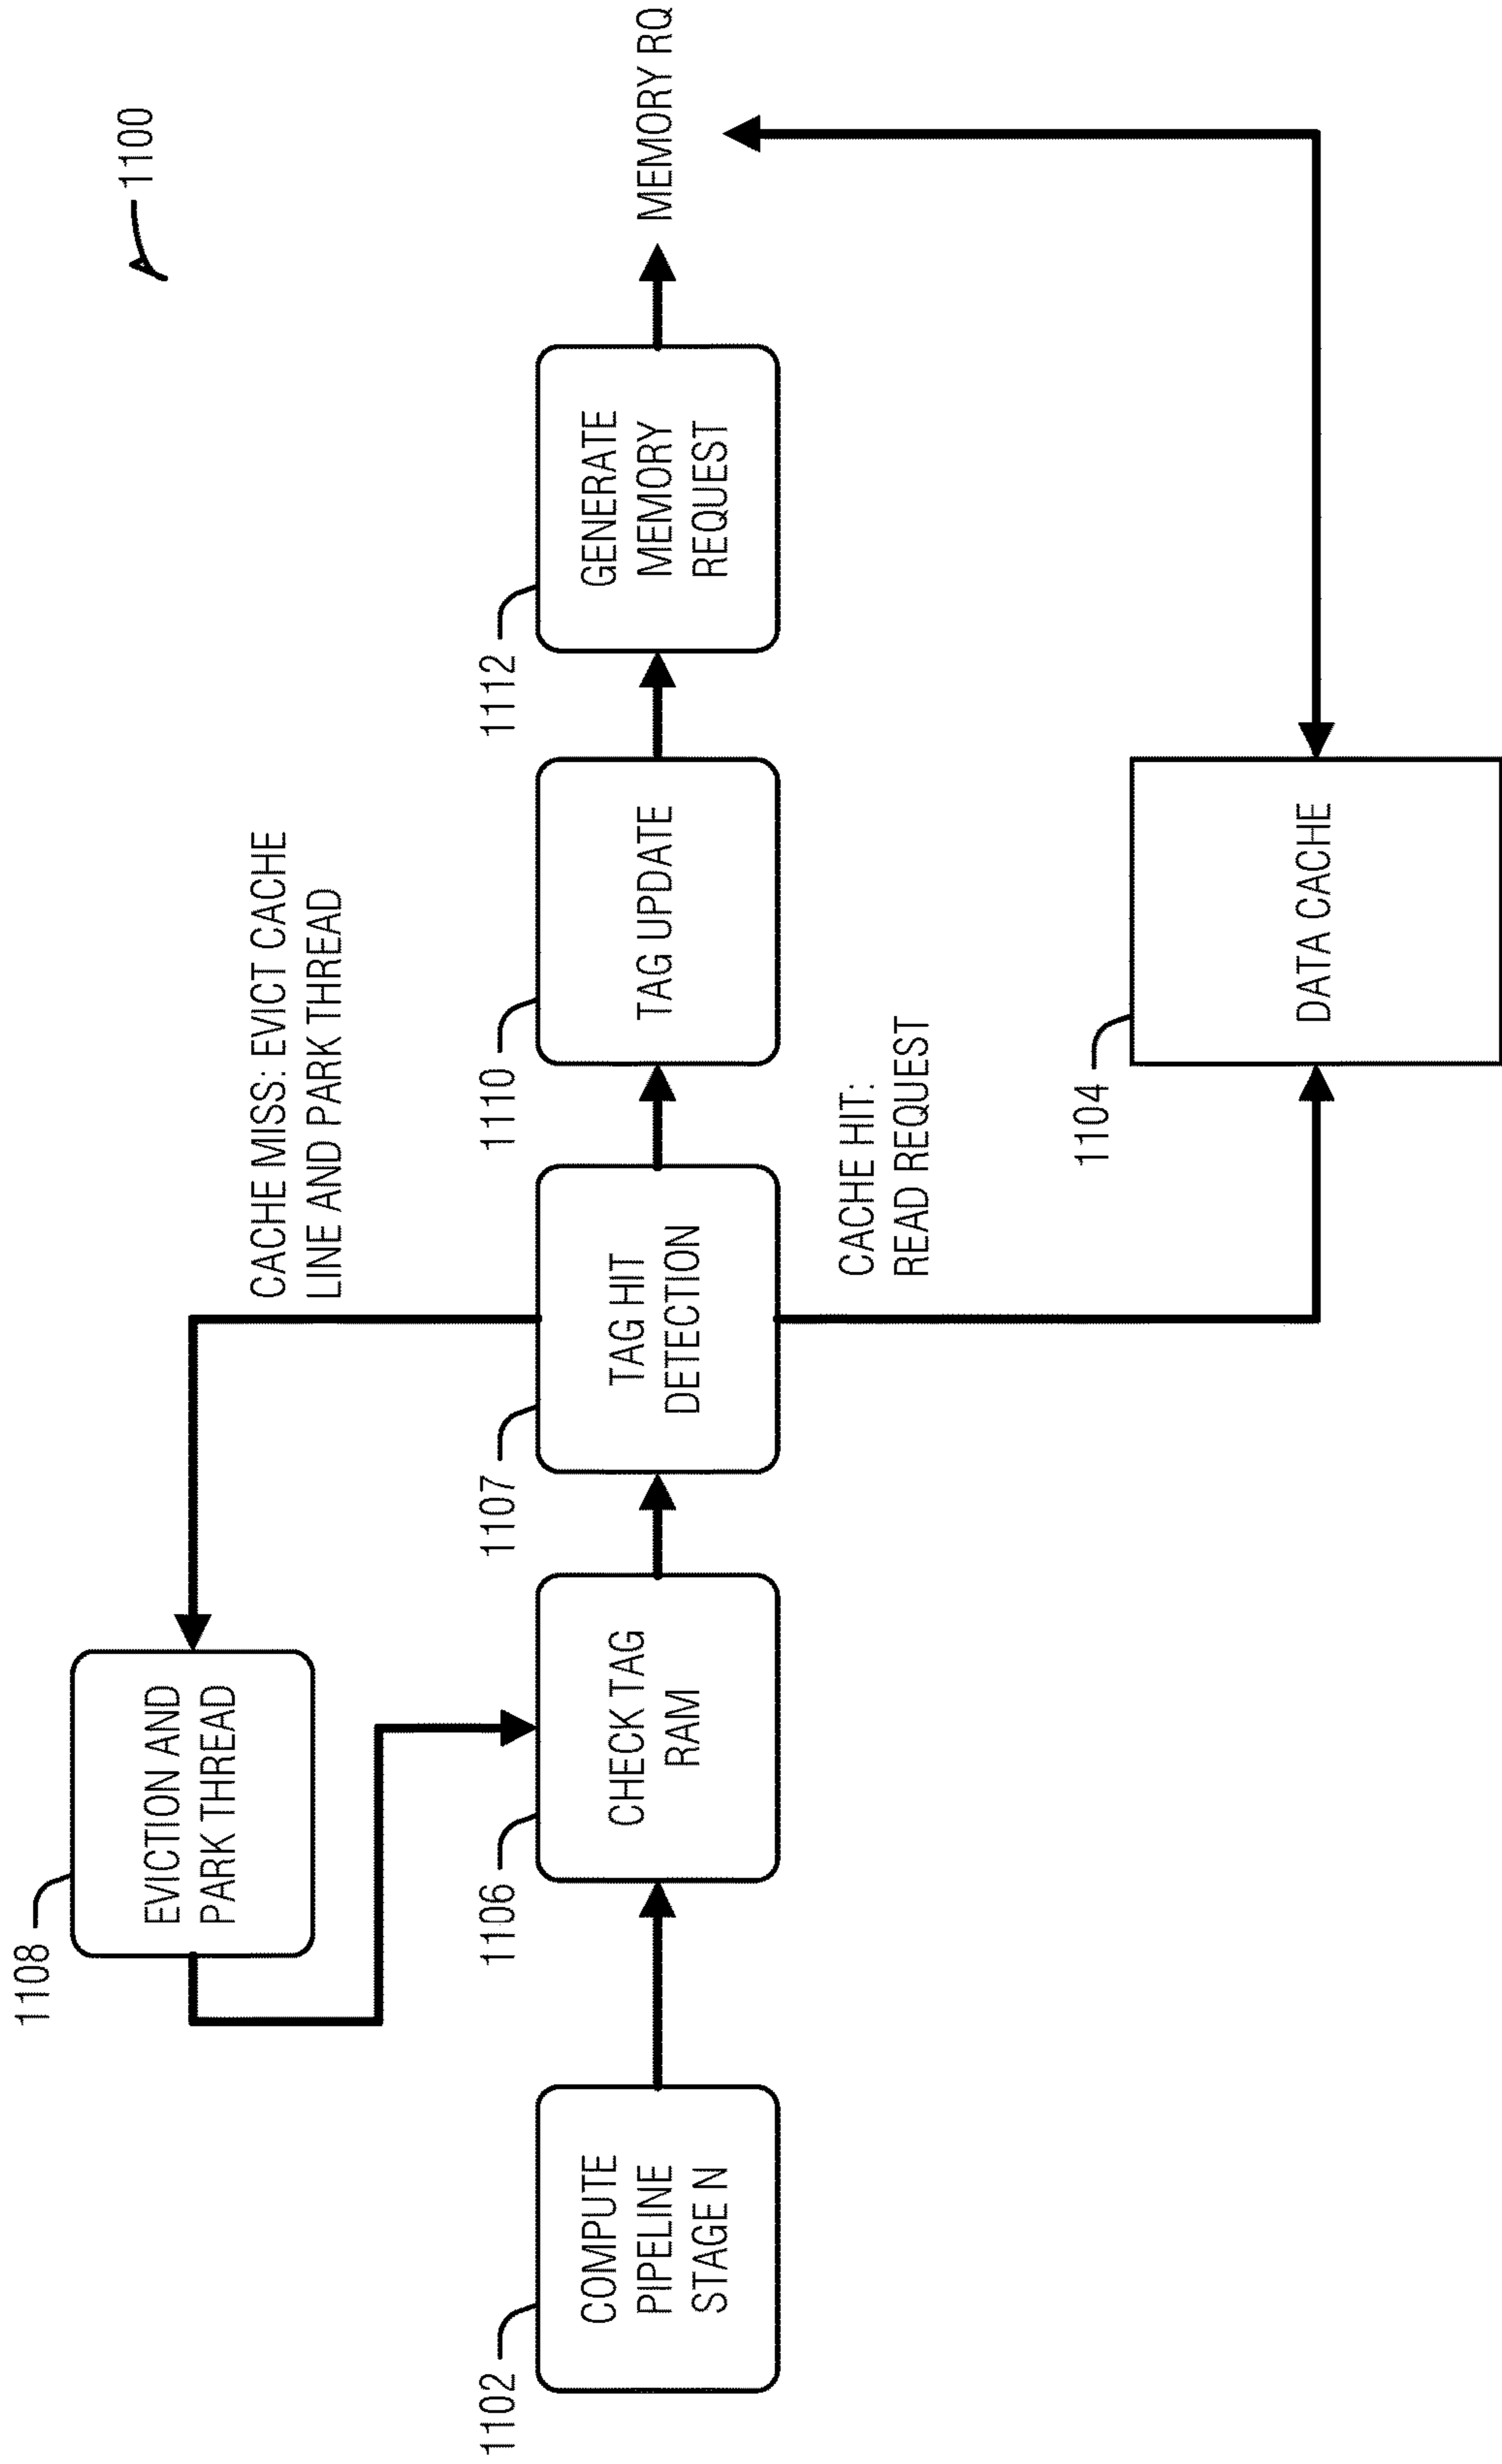 1100
1108
EVICTION AND
PARK THREAD
CACHE MISS: EVICT CACHE
LINE AND PARK THREAD
1102
COMPUTE
PIPELINE
STAGE N
1106
CHECK TAG
RAM
1107
TAG HIT
DETECTION
1110
TAG UPDATE
1112
GENERATE
MEMORY
REQUEST
MEMORY RQ
CACHE HIT:
READ REQUEST
1104
DATA CACHE